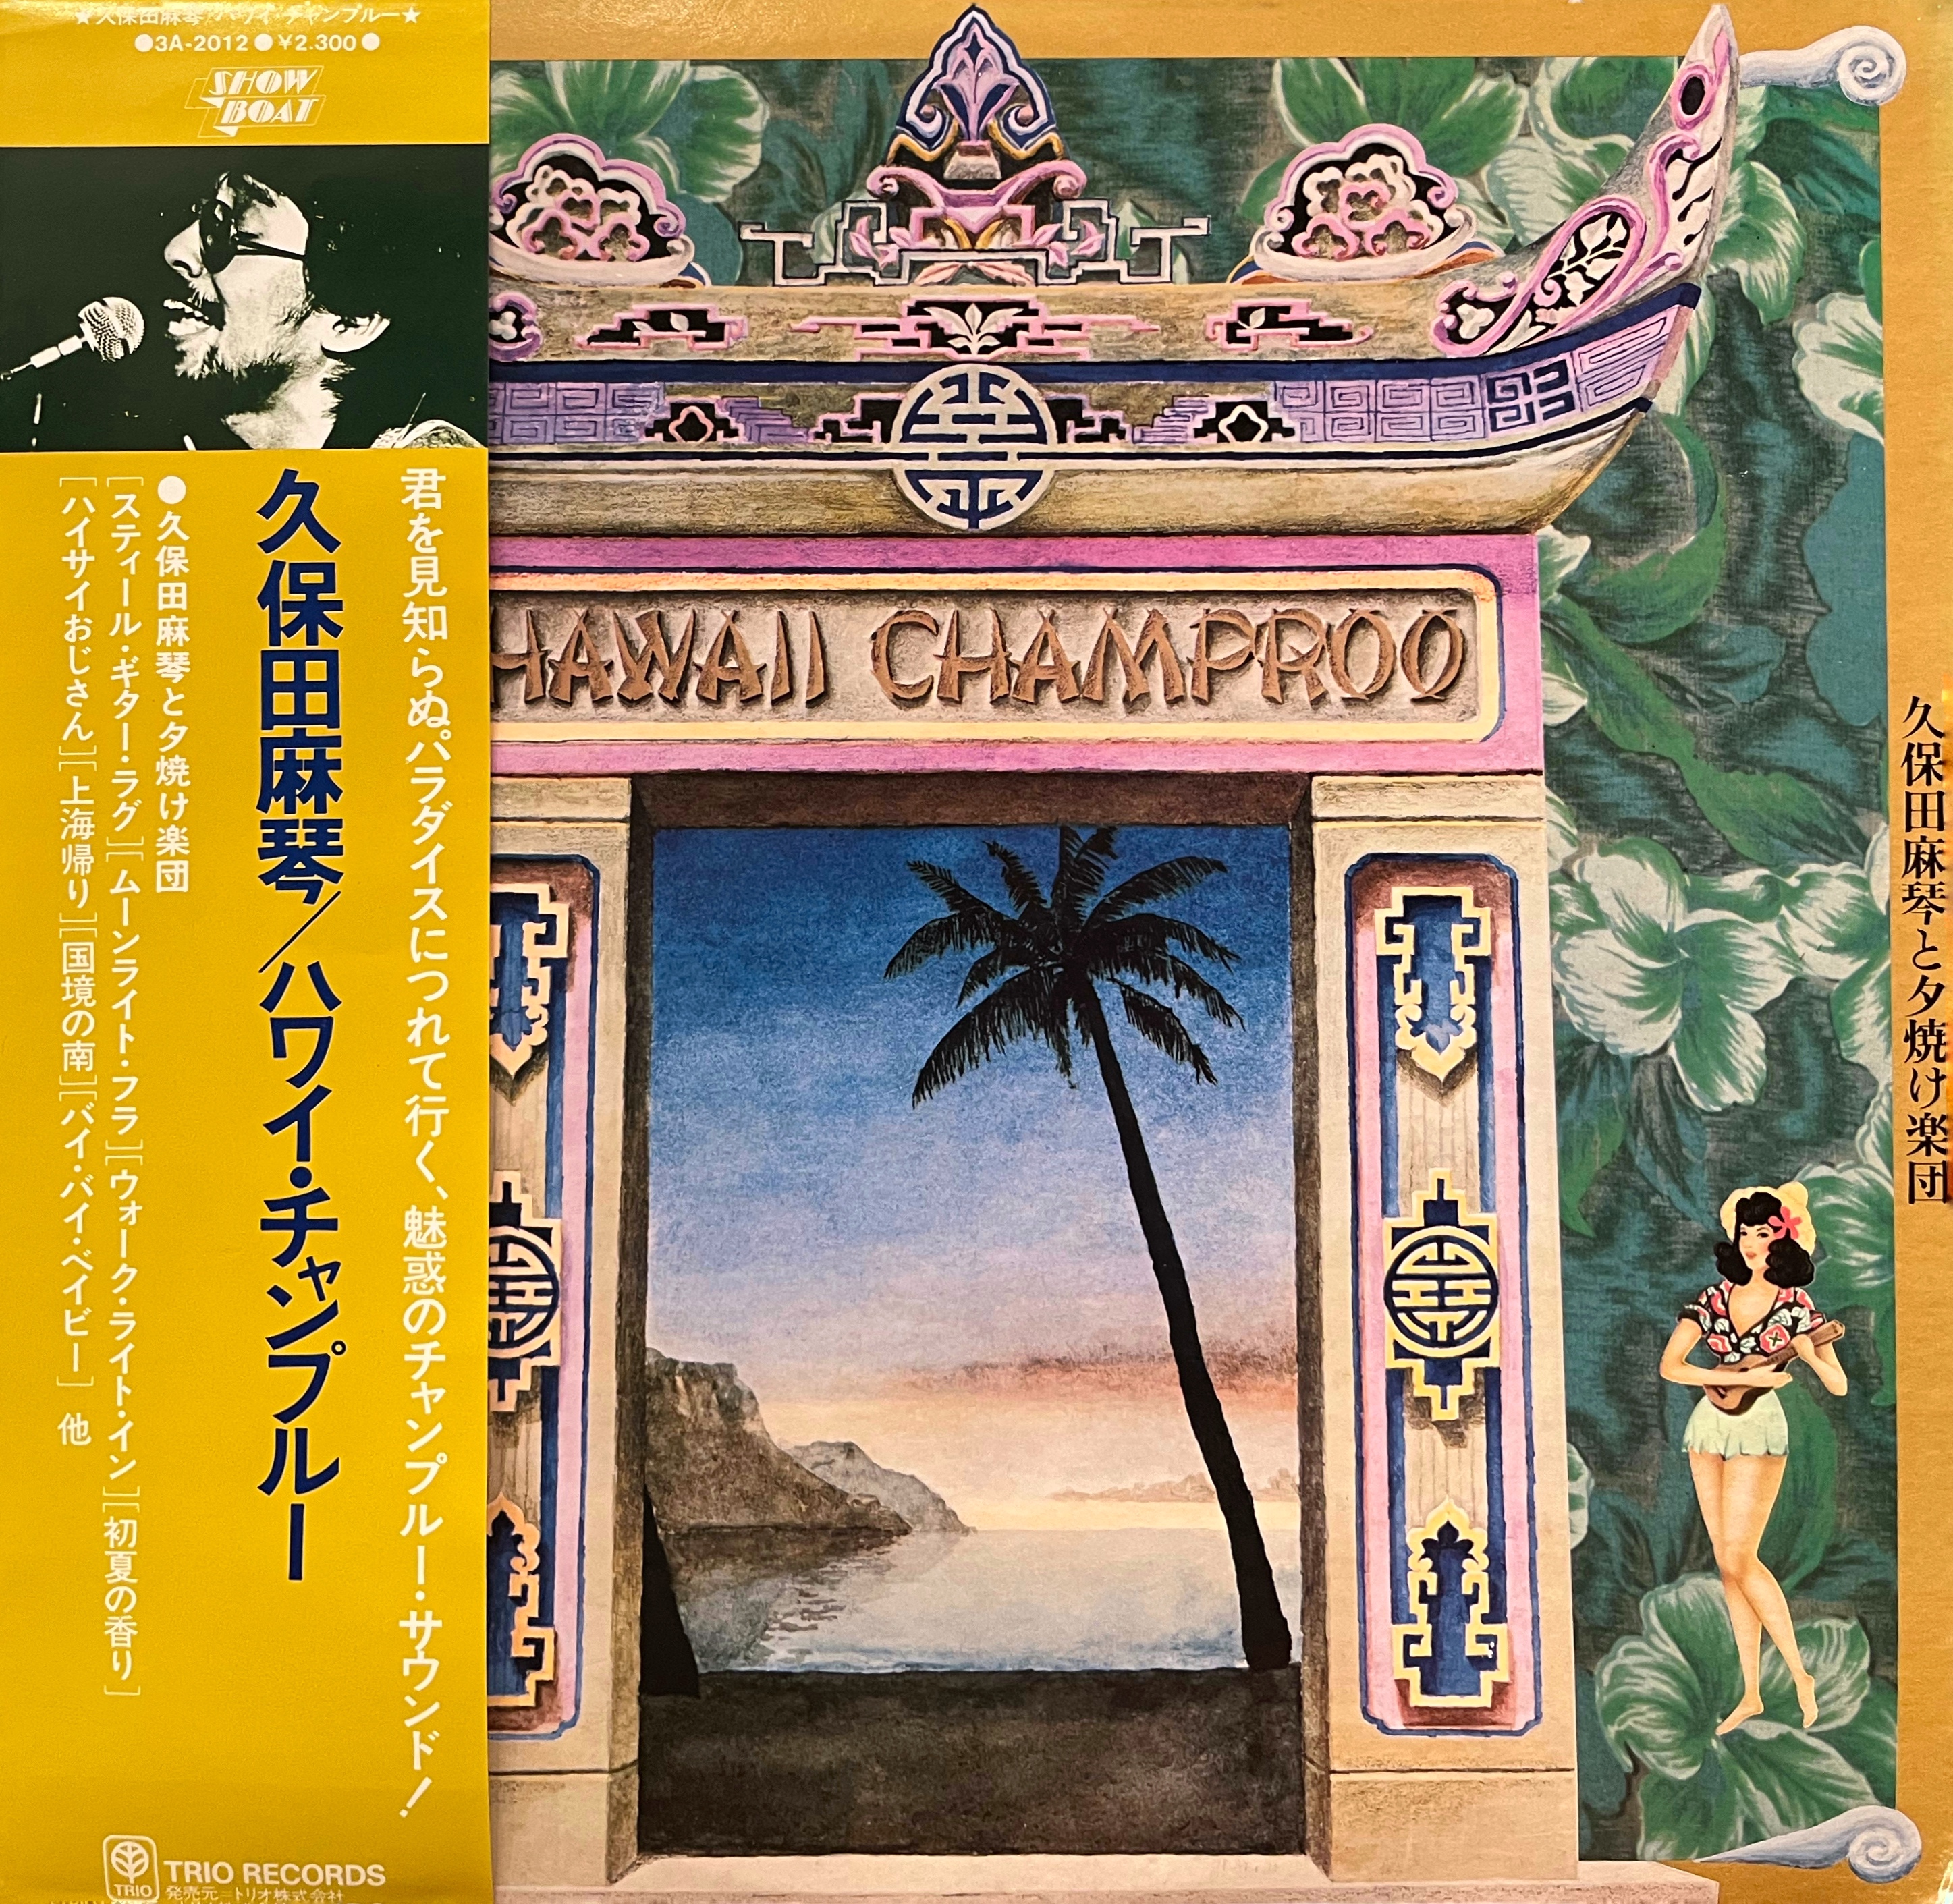 ★久保田麻琴/ハワイ・チャンプルー★
●3A-2012●¥2.300●
SHOW
BOAT
君を見知らぬパラダイスにつれて行く、魅惑のチャンプルー・サウンド!
久保田麻琴/ハワイ・チャンプルー
●久保田麻琴と夕焼け楽団
[スティール・ギター・ラグ][ムーンライト・フラ][ウォーク・ライト・イン][初夏の香り]
[ハイサイおじさん][上海帰り][国境の南][バイ・バイ・ベイビー]他
TRIO
TRIO RECORDS
発売元=トリオ株式会社
HAWAII CHAMPROO
久保田麻琴と夕焼け楽団